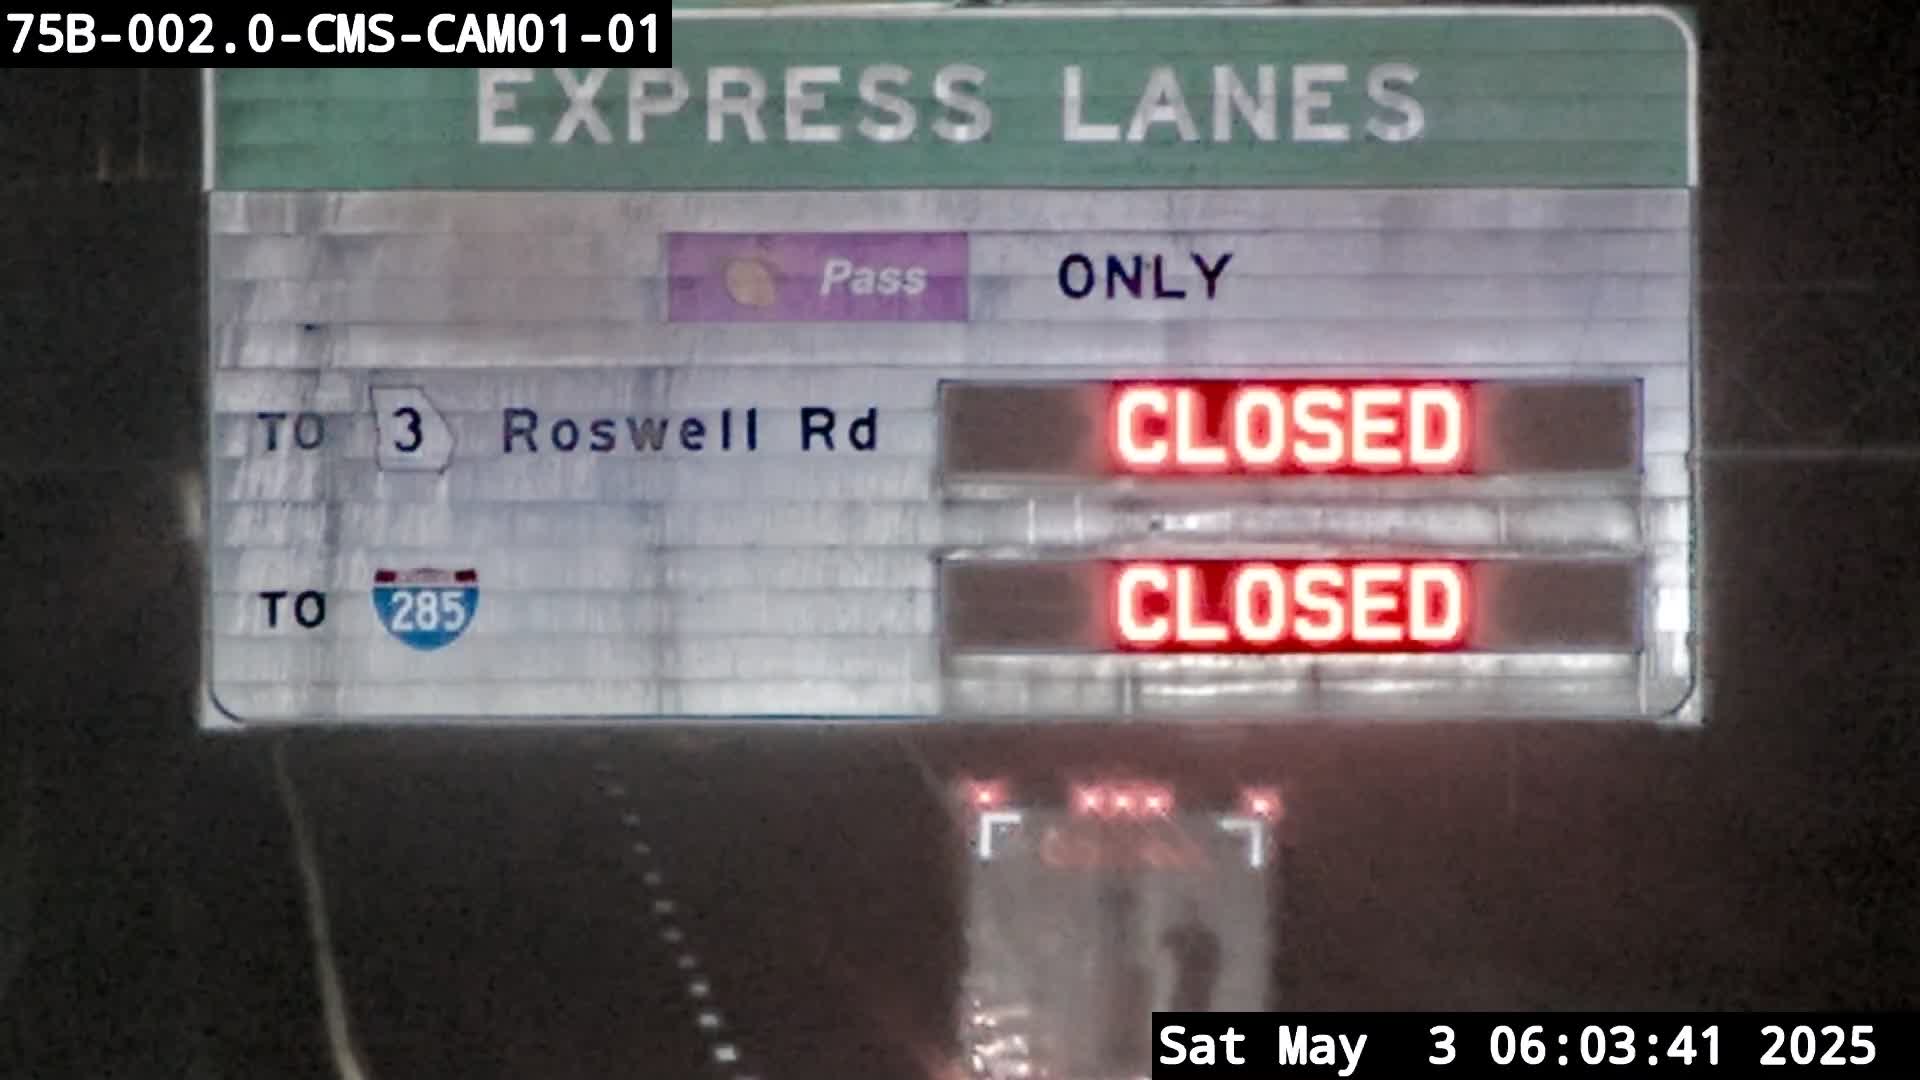 75B-002.0-CMS-CAM01-01
EXPRESS LANES
Pass ONLY
TO 3 Roswell Rd CLOSED
TO 285 CLOSED
Sat May 3 06:03:41 2025